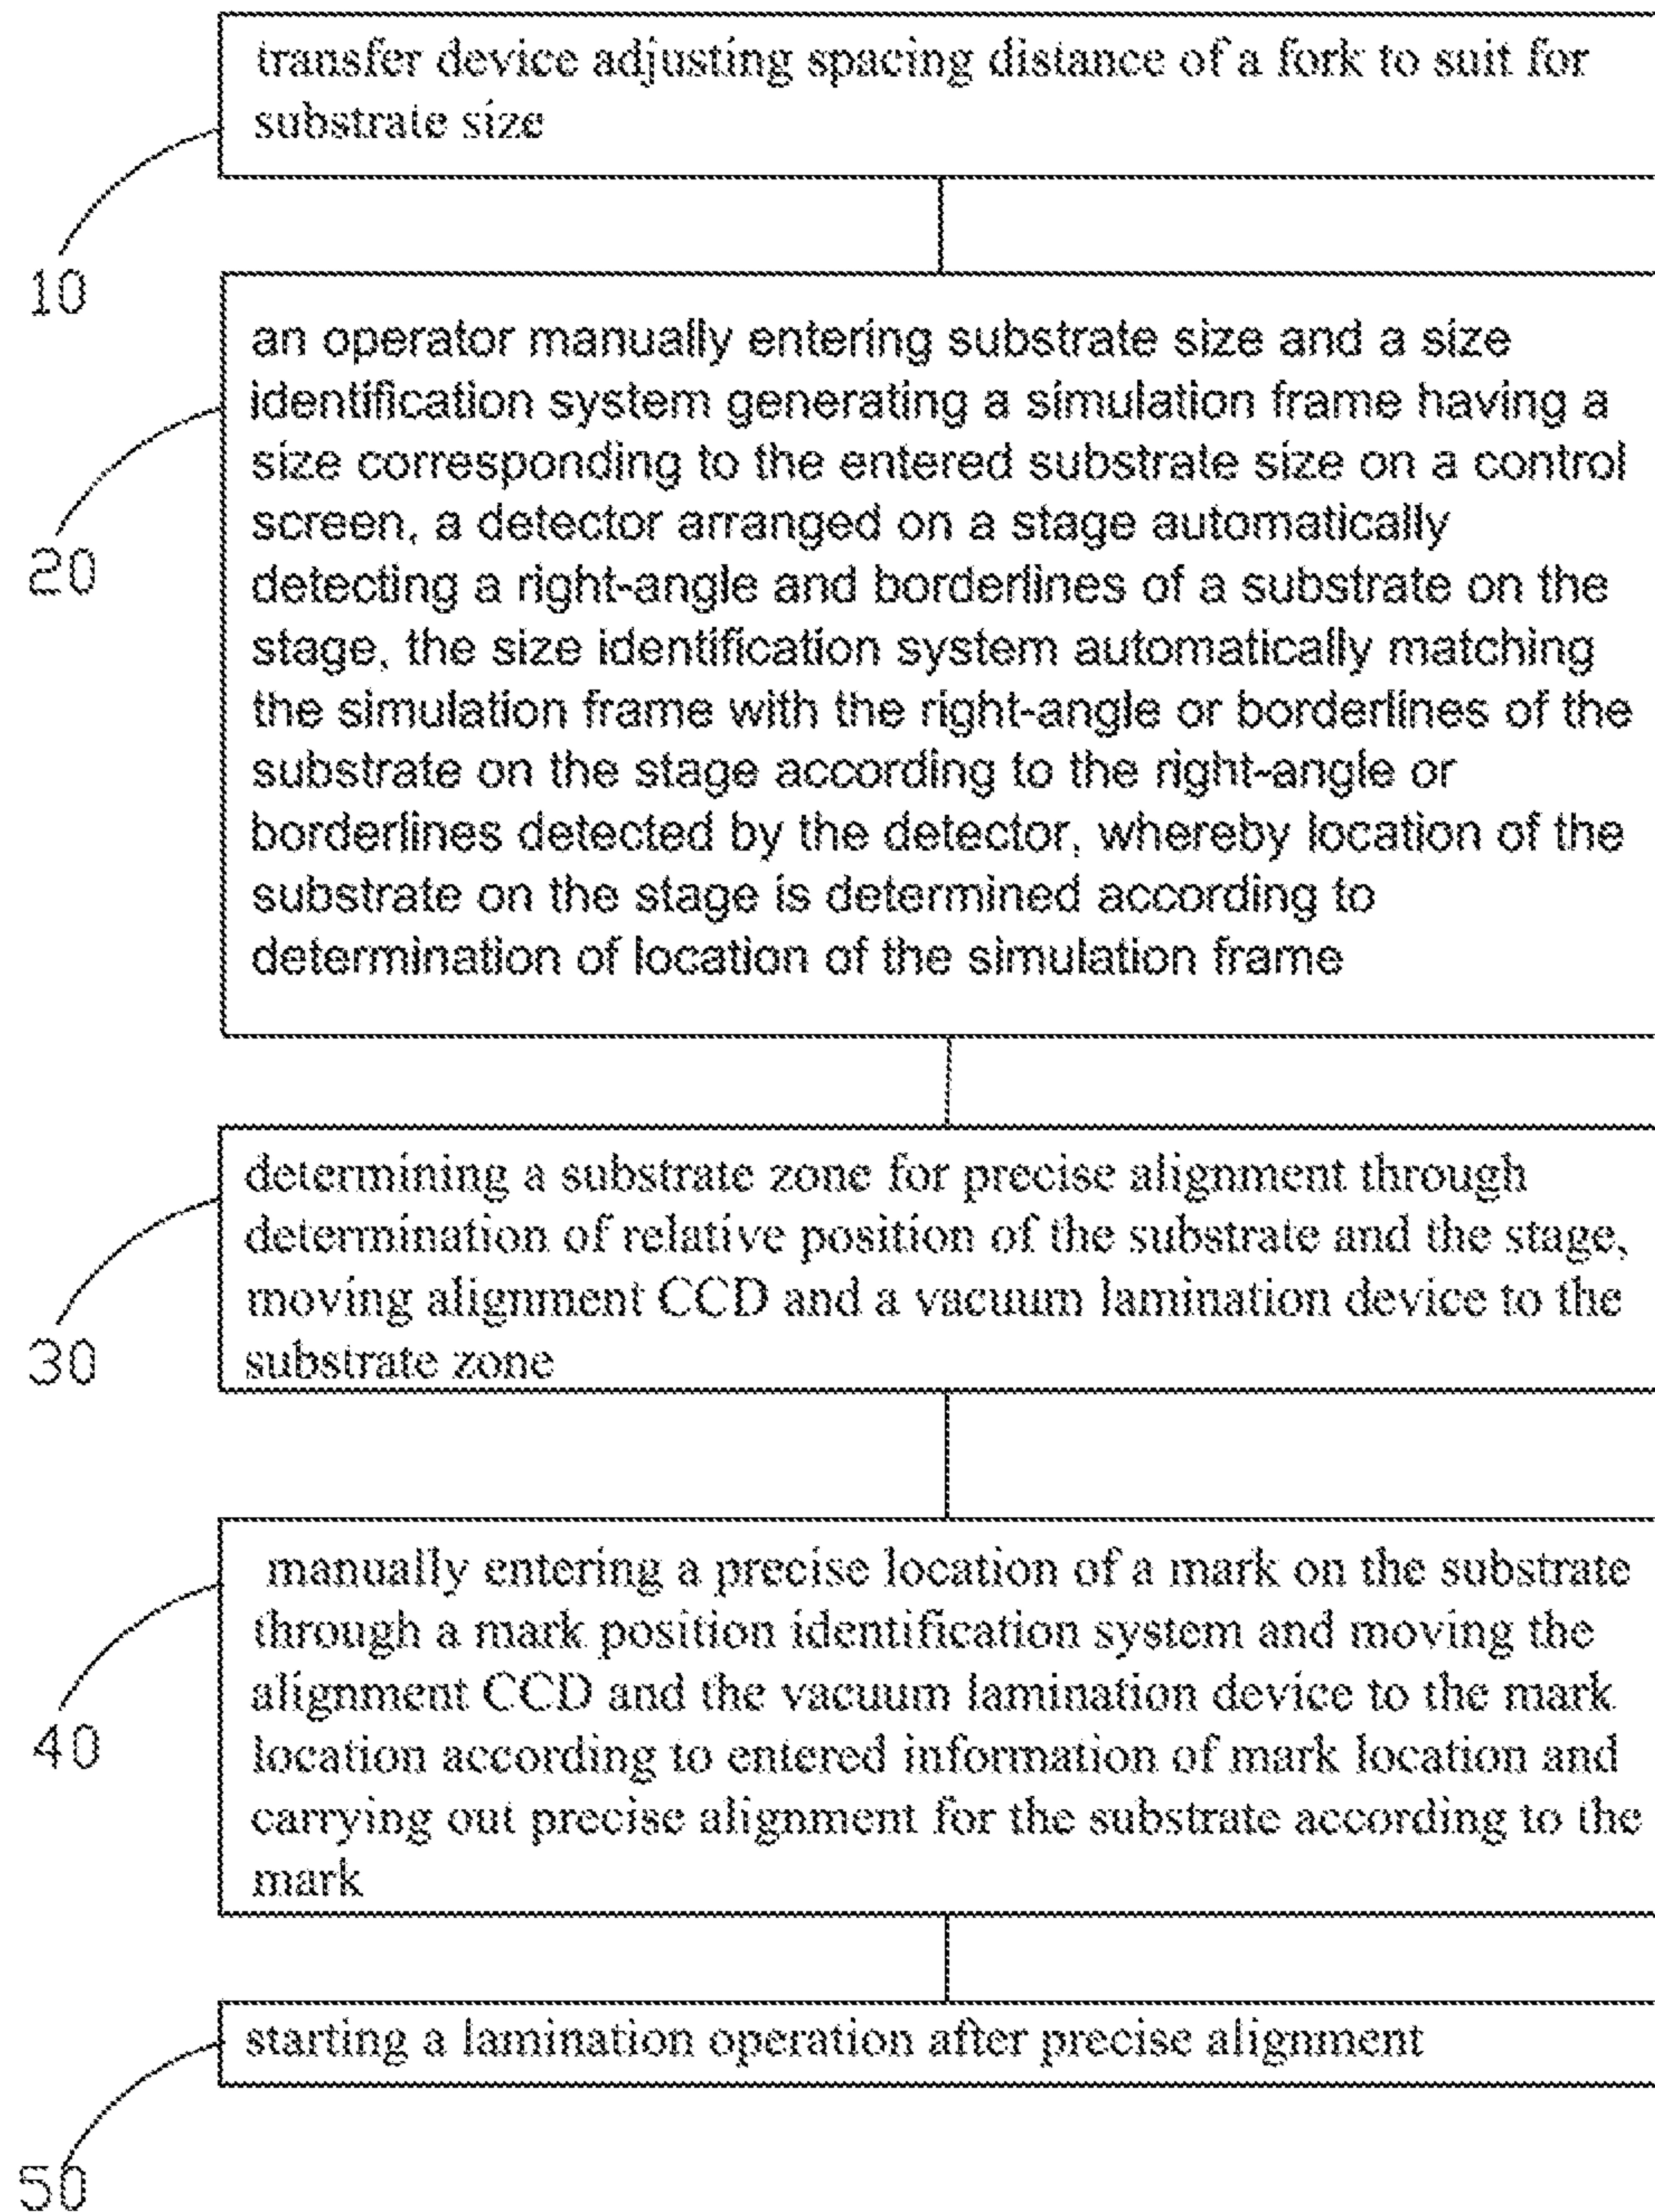 transfer device adjusting spacing distance of a fork to suit for
substrate size
10
an operator manually entering substrate size and a size
identification system generating a simulation frame having a
size corresponding to the entered substrate size on a control
screen, a detector arranged on a stage automatically
detecting a right-angle and borderlines of a substrate on the
stage, the size identification system automatically matching
the simulation frame with the right-angle or borderlines of the
substrate on the stage according to the right-angle or
borderlines detected by the detector, whereby location of the
substrate on the stage is determined according to
determination of location of the simulation frame
20
determining a substrate zone for precise alignment through
determination of relative position of the substrate and the stage,
moving alignment CCD and a vacuum lamination device to the
substrate zone
30
manually entering a precise location of a mark on the substrate
through a mark position identification system and moving the
alignment CCD and the vacuum lamination device to the mark
location according to entered information of mark location and
carrying out precise alignment for the substrate according to the
mark
40
starting a lamination operation after precise alignment
50